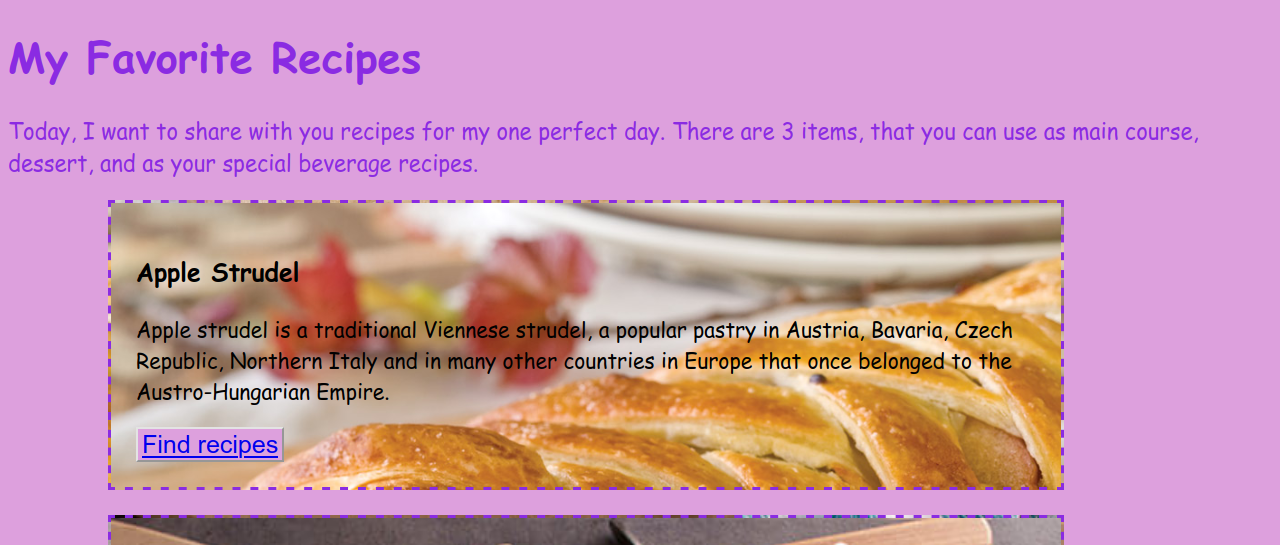 My Favorite Recipes
Today, I want to share with you recipes for my one perfect day. There are 3 items, that you can use as main course,
dessert, and as your special beverage recipes.
Apple Strudel
Apple strudel is a traditional Viennese strudel, a popular pastry in Austria, Bavaria, Czech
Republic, Northern Italy and in many other countries in Europe that once belonged to the
Austro-Hungarian Empire.
Find recipes